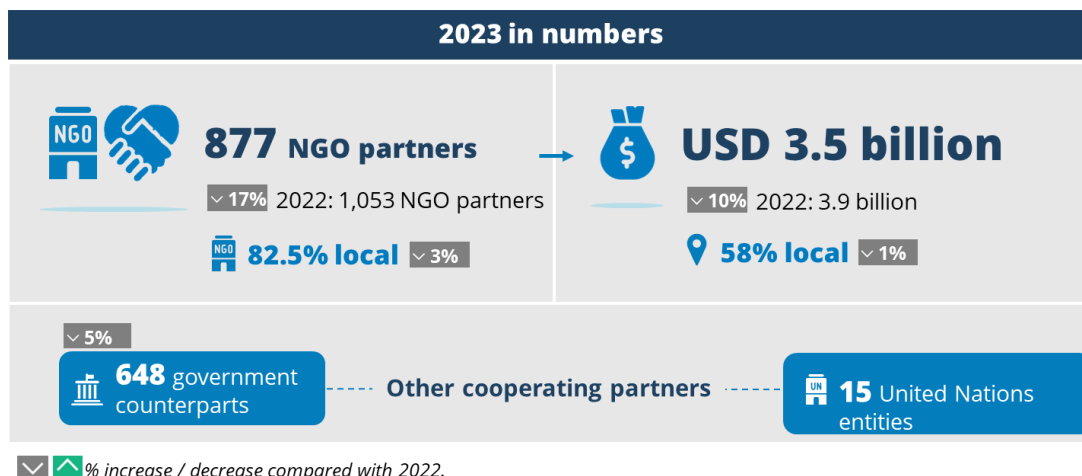 2023 in numbers
NGO
877 NGO partners
17% 2022: 1,053 NGO partners
NGO
82.5% local 3%
$
USD 3.5 billion
10% 2022: 3.9 billion
58% local 1%
5%
648 government
counterparts
Other cooperating partners
UN
15 United Nations
entities
% increase / decrease compared with 2022.